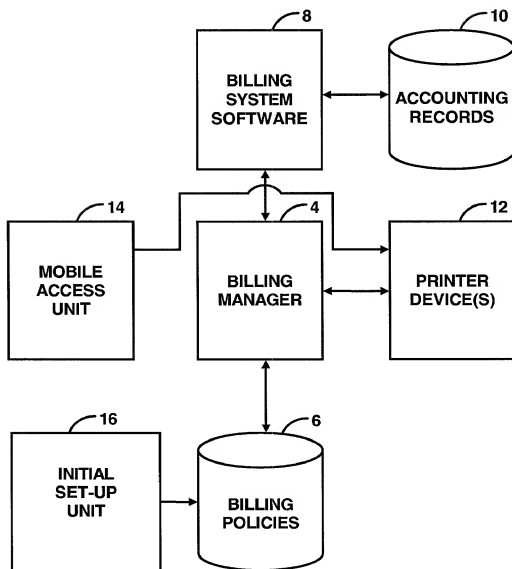 8
BILLING
SYSTEM
SOFTWARE
10
ACCOUNTING
RECORDS
14
MOBILE
ACCESS
UNIT
4
BILLING
MANAGER
12
PRINTER
DEVICE(S)
16
INITIAL
SET-UP
UNIT
6
BILLING
POLICIES